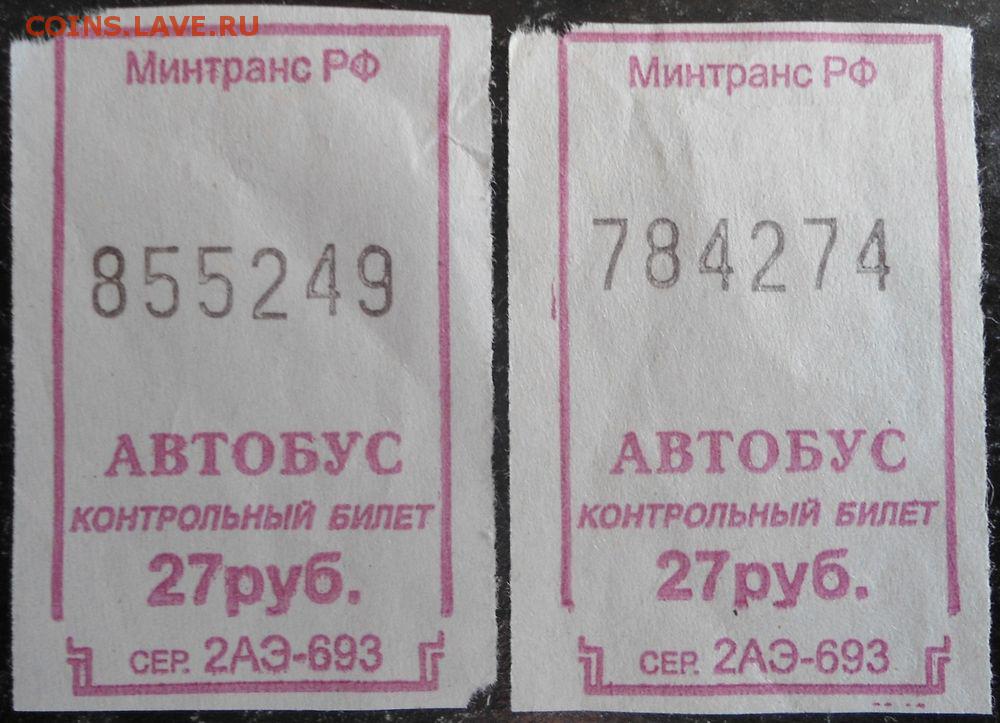 COINS.LAVE.RU
Минтранс РФ
855249
АВТОБУС
КОНТРОЛЬНЫЙ БИЛЕТ
27руб.
СЕР. 2АЭ-693
Минтранс РФ
784274
АВТОБУС
КОНТРОЛЬНЫЙ БИЛЕТ
27руб.
СЕР. 2АЭ-693